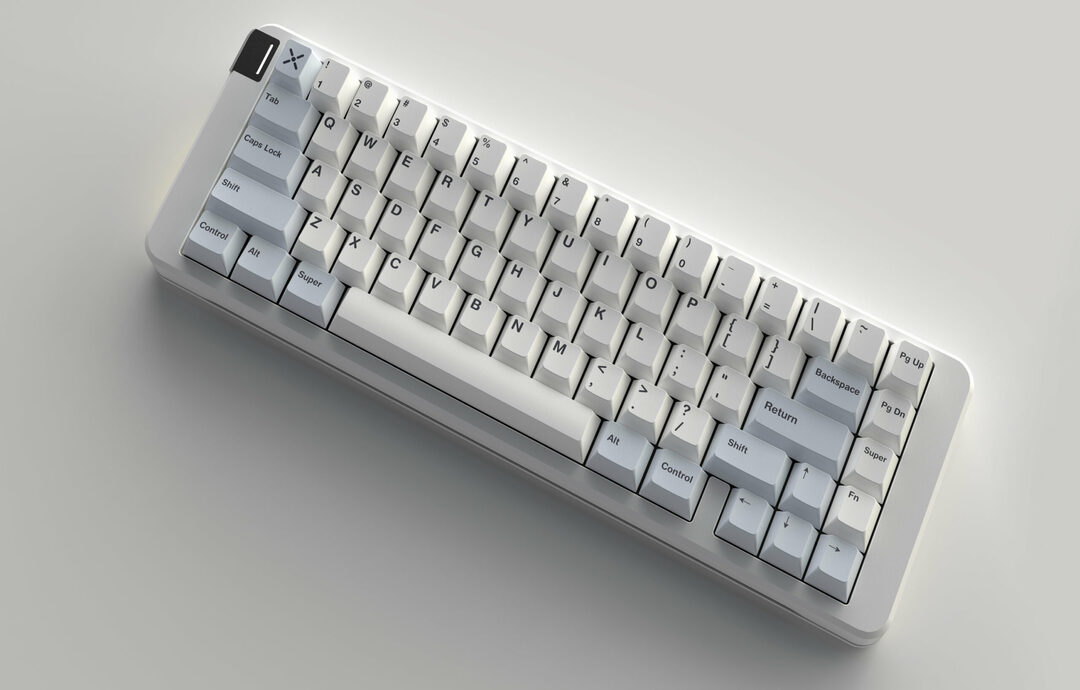 ! 1 @ 2 # 3 $ 4 % 5 ^ 6 & 7 * 8 ( 9 ) 0 - - + = | \ ~ Pg Up
Tab Q W E R T Y U I O P { [ } ] Backspace Pg Dn
Caps Lock A S D F G H J K L : ; " ' Return Super
Shift Z X C V B N M < , > . ? / Shift ↑ Fn
Control Alt Super Alt Control ← ↓ →